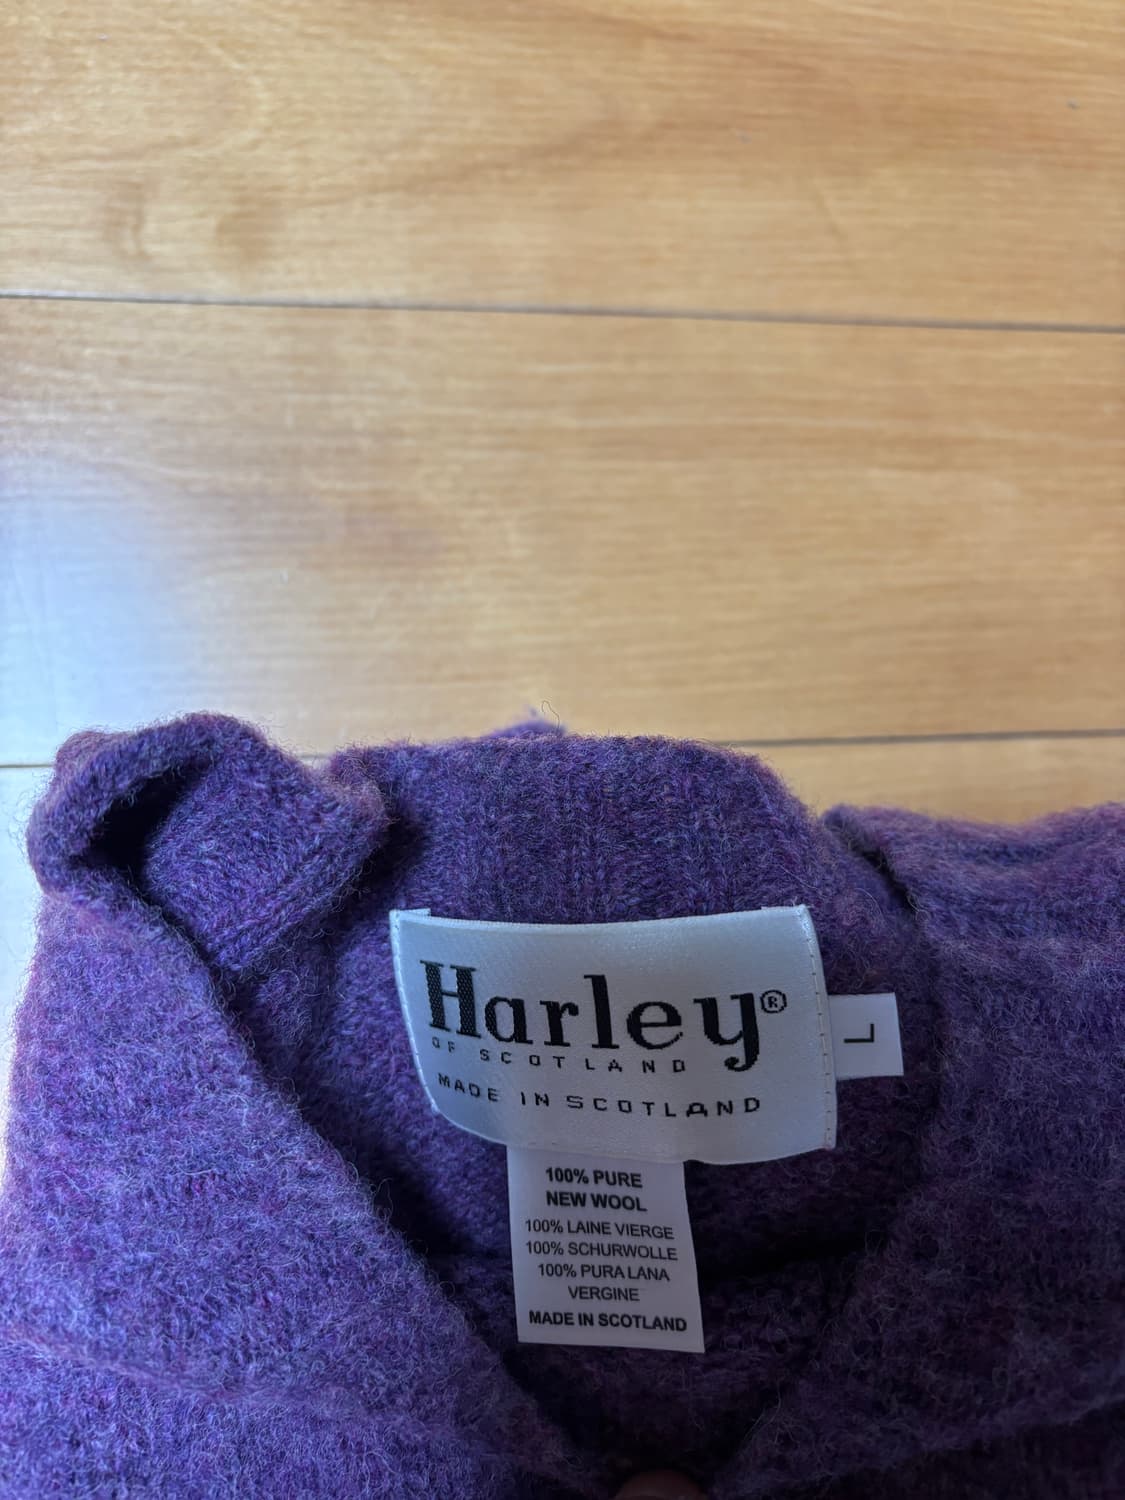 Harley®
OF SCOTLAND
MADE IN SCOTLAND
L
100% PURE
NEW WOOL
100% LAINE VIERGE
100% SCHURWOLLE
100% PURA LANA
VERGINE
MADE IN SCOTLAND